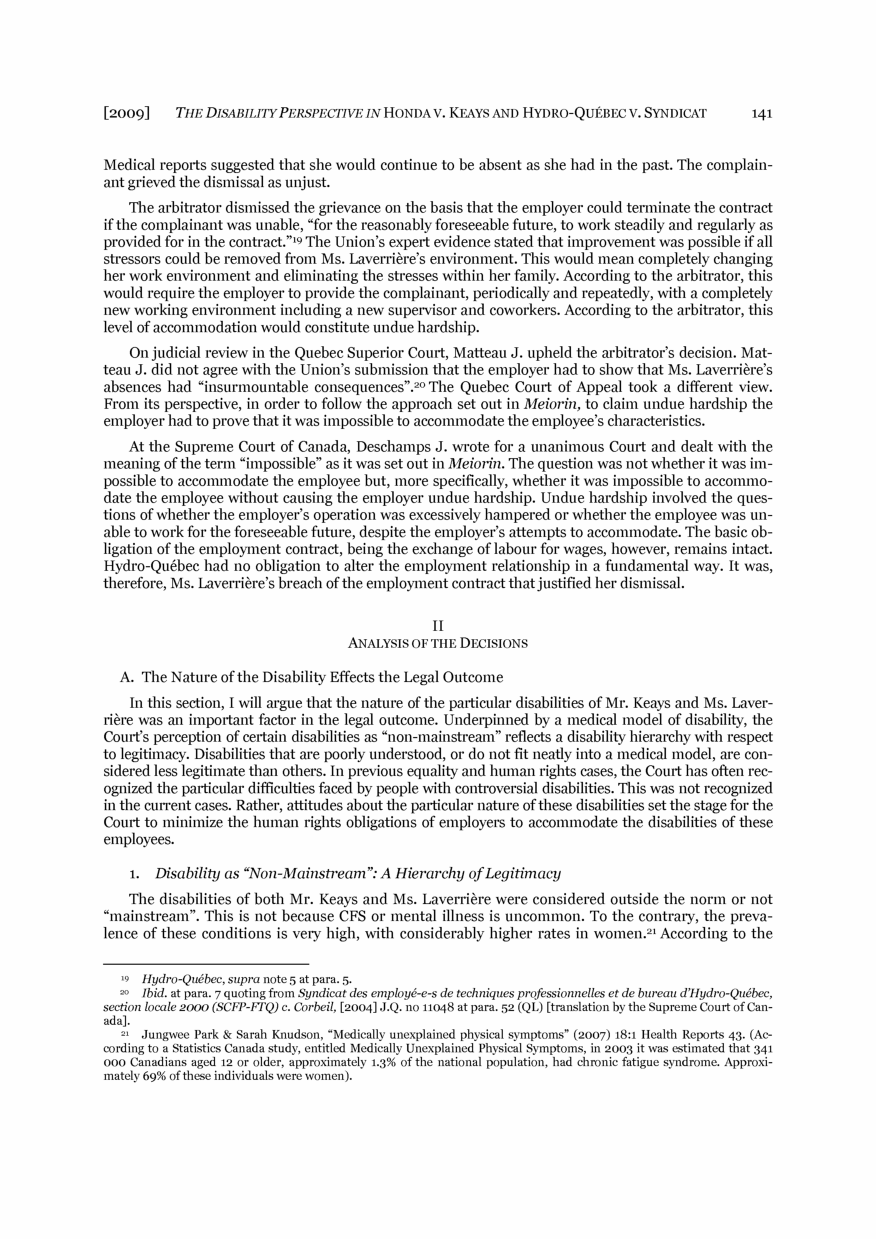 [2009] THE DISABILITY PERSPECTIVE IN HONDA V. KEAYS AND HYDRO-QUÉBEC V. SYNDICAT 141
Medical reports suggested that she would continue to be absent as she had in the past. The complain-
ant grieved the dismissal as unjust.
The arbitrator dismissed the grievance on the basis that the employer could terminate the contract
if the complainant was unable, “for the reasonably foreseeable future, to work steadily and regularly as
provided for in the contract.”19 The Union’s expert evidence stated that improvement was possible if all
stressors could be removed from Ms. Laverrière’s environment. This would mean completely changing
her work environment and eliminating the stresses within her family. According to the arbitrator, this
would require the employer to provide the complainant, periodically and repeatedly, with a completely
new working environment including a new supervisor and coworkers. According to the arbitrator, this
level of accommodation would constitute undue hardship.
On judicial review in the Quebec Superior Court, Matteau J. upheld the arbitrator’s decision. Mat-
teau J. did not agree with the Union’s submission that the employer had to show that Ms. Laverrière’s
absences had “insurmountable consequences”.20 The Quebec Court of Appeal took a different view.
From its perspective, in order to follow the approach set out in Meiorin, to claim undue hardship the
employer had to prove that it was impossible to accommodate the employee’s characteristics.
At the Supreme Court of Canada, Deschamps J. wrote for a unanimous Court and dealt with the
meaning of the term “impossible” as it was set out in Meiorin. The question was not whether it was im-
possible to accommodate the employee but, more specifically, whether it was impossible to accommo-
date the employee without causing the employer undue hardship. Undue hardship involved the ques-
tions of whether the employer’s operation was excessively hampered or whether the employee was un-
able to work for the foreseeable future, despite the employer’s attempts to accommodate. The basic ob-
ligation of the employment contract, being the exchange of labour for wages, however, remains intact.
Hydro-Québec had no obligation to alter the employment relationship in a fundamental way. It was,
therefore, Ms. Laverrière’s breach of the employment contract that justified her dismissal.
II
ANALYSIS OF THE DECISIONS
A. The Nature of the Disability Effects the Legal Outcome
In this section, I will argue that the nature of the particular disabilities of Mr. Keays and Ms. Laver-
rière was an important factor in the legal outcome. Underpinned by a medical model of disability, the
Court’s perception of certain disabilities as “non-mainstream” reflects a disability hierarchy with respect
to legitimacy. Disabilities that are poorly understood, or do not fit neatly into a medical model, are con-
sidered less legitimate than others. In previous equality and human rights cases, the Court has often rec-
ognized the particular difficulties faced by people with controversial disabilities. This was not recognized
in the current cases. Rather, attitudes about the particular nature of these disabilities set the stage for the
Court to minimize the human rights obligations of employers to accommodate the disabilities of these
employees.
1. Disability as “Non-Mainstream”: A Hierarchy of Legitimacy
The disabilities of both Mr. Keays and Ms. Laverrière were considered outside the norm or not
“mainstream”. This is not because CFS or mental illness is uncommon. To the contrary, the preva-
lence of these conditions is very high, with considerably higher rates in women.21 According to the
19 Hydro-Québec, supra note 5 at para. 5.
20 Ibid. at para. 7 quoting from Syndicat des employé-e-s de techniques professionnelles et de bureau d’Hydro-Québec,
section locale 2000 (SCFP-FTQ) c. Corbeil, [2004] J.Q. no 11048 at para. 52 (QL) [translation by the Supreme Court of Can-
ada].
21 Jungwee Park & Sarah Knudson, “Medically unexplained physical symptoms” (2007) 18:1 Health Reports 43. (Ac-
cording to a Statistics Canada study, entitled Medically Unexplained Physical Symptoms, in 2003 it was estimated that 341
000 Canadians aged 12 or older, approximately 1.3% of the national population, had chronic fatigue syndrome. Approxi-
mately 69% of these individuals were women).